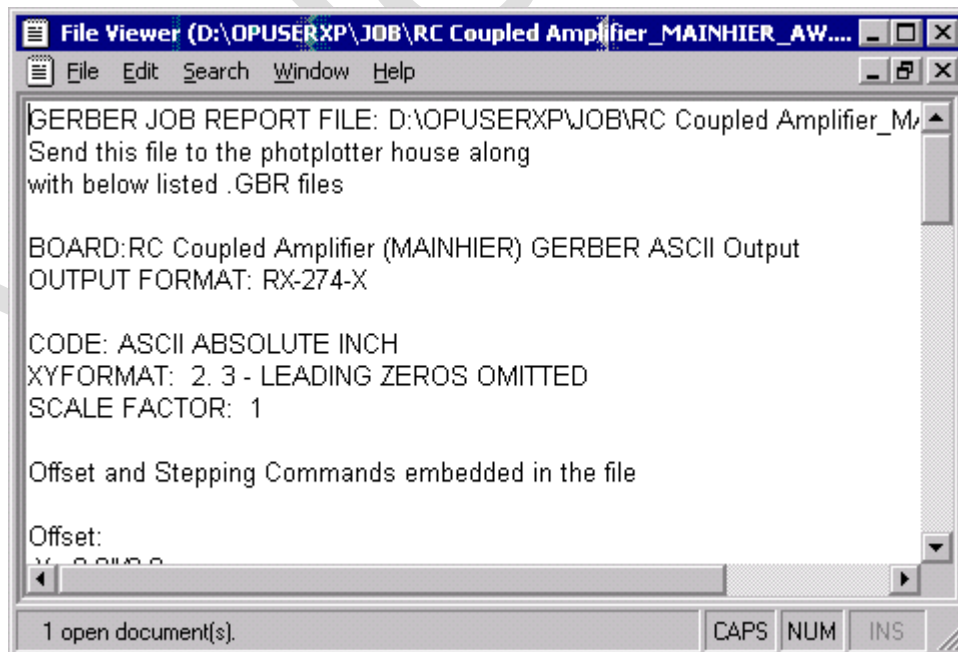 File Viewer (D:\OPUSERXP\JOB\RC Coupled Amplifier_MAINHIER_AW....
File Edit Search Window Help
GERBER JOB REPORT FILE: D:\OPUSERXP\JOB\RC Coupled Amplifier_MA
Send this file to the photplotter house along
with below listed .GBR files
BOARD:RC Coupled Amplifier (MAINHIER) GERBER ASCII Output
OUTPUT FORMAT: RX-274-X
CODE: ASCII ABSOLUTE INCH
XYFORMAT: 2. 3 - LEADING ZEROS OMITTED
SCALE FACTOR: 1
Offset and Stepping Commands embedded in the file
Offset:
1 open document(s).
CAPS NUM INS